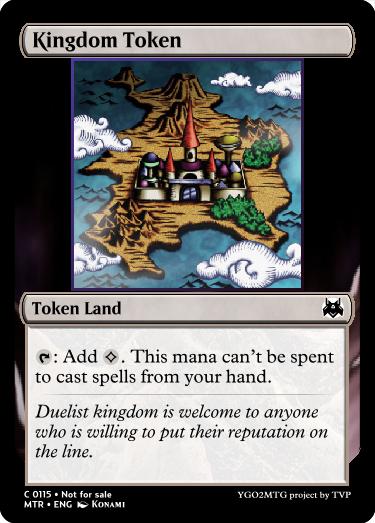 Kingdom Token
Token Land
: Add . This mana can't be spent
to cast spells from your hand.
Duelist kingdom is welcome to anyone
who is willing to put their reputation on
the line.
C 0115 • Not for sale
MTR • ENG Konami
YGO2MTG project by TVP